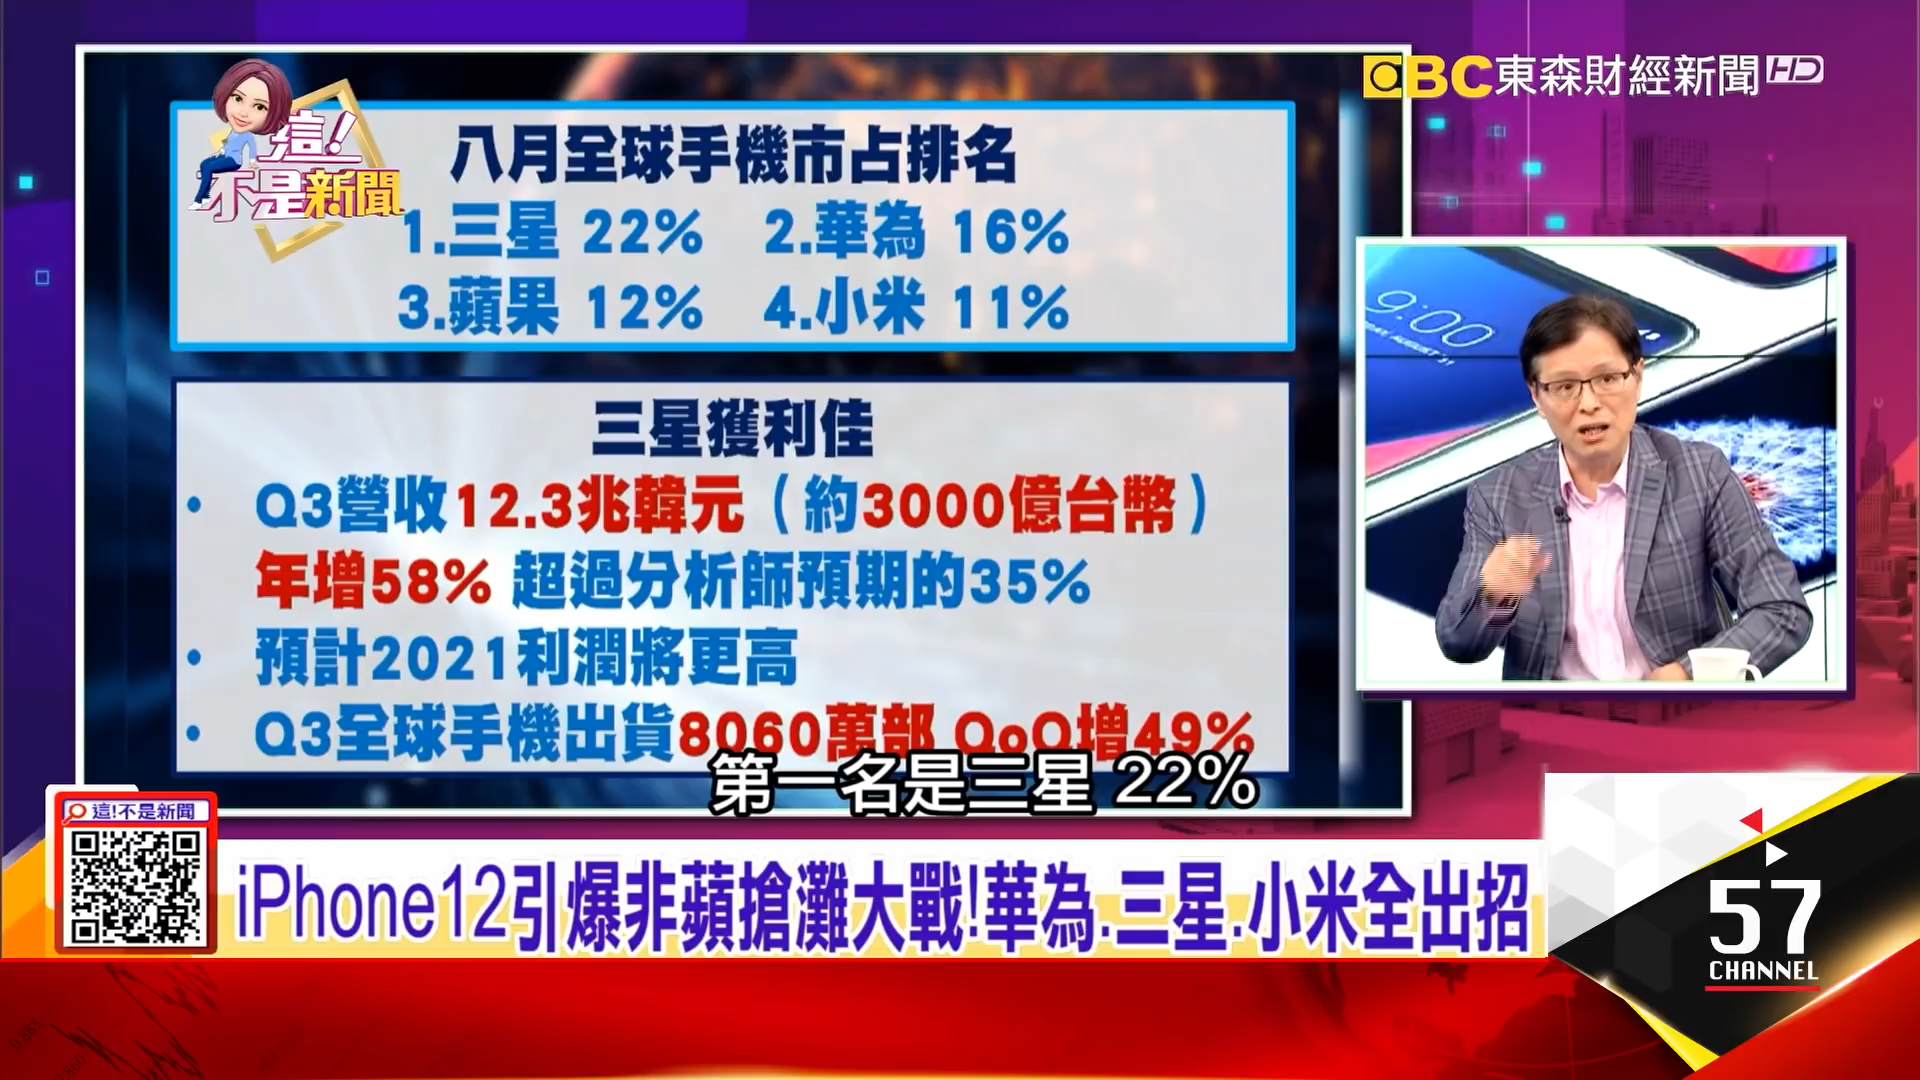 這!
不是新聞
EBC東森財經新聞HD
八月全球手機市占排名
1.三星 22% 2.華為 16%
3.蘋果 12% 4.小米 11%
三星獲利佳
• Q3營收12.3兆韓元（約3000億台幣）
年增58% 超過分析師預期的35%
• 預計2021利潤將更高
• Q3全球手機出貨8060萬部 QoQ增49%
9:00
第一名是三星 22%
這!不是新聞
iPhone12引爆非蘋搶灘大戰!華為.三星.小米全出招
57
CHANNEL